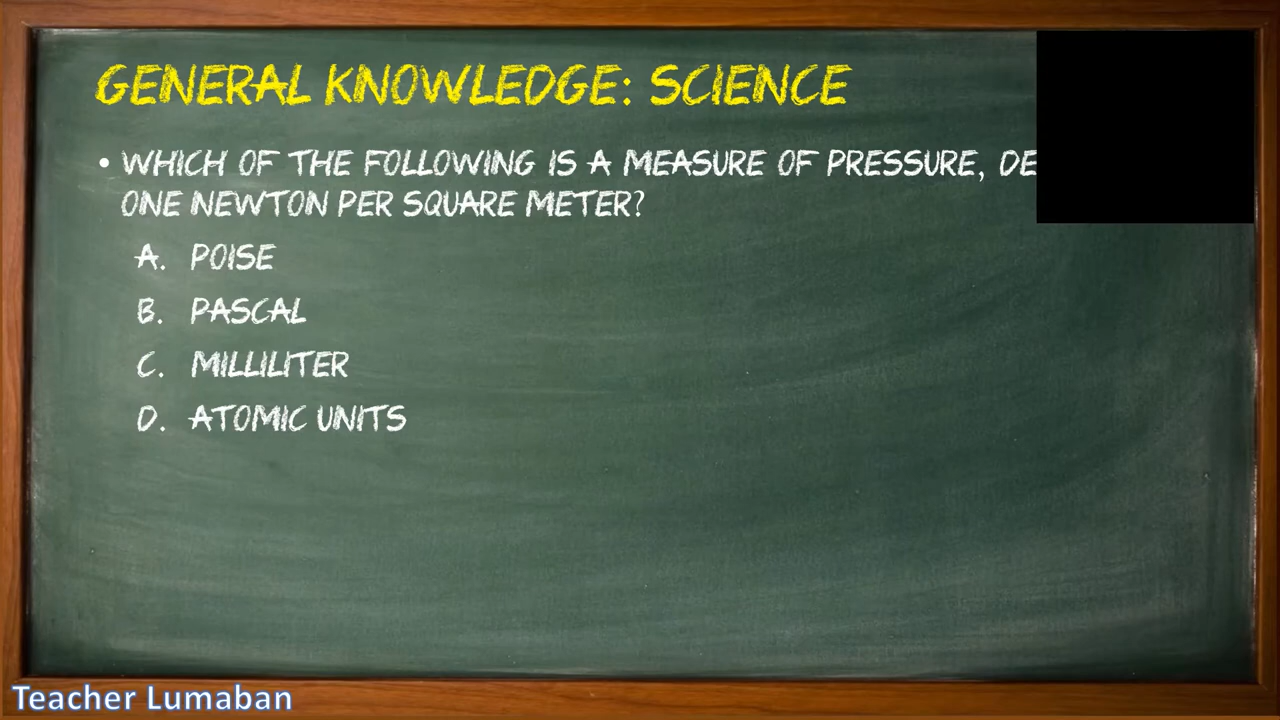 GENERAL KNOWLEDGE: SCIENCE
• WHICH OF THE FOLLOWING IS A MEASURE OF PRESSURE,
ONE NEWTON PER SQUARE METER?
A. POISE
B. PASCAL
C. MILLILITER
D. ATOMIC UNITS
Teacher Lumaban